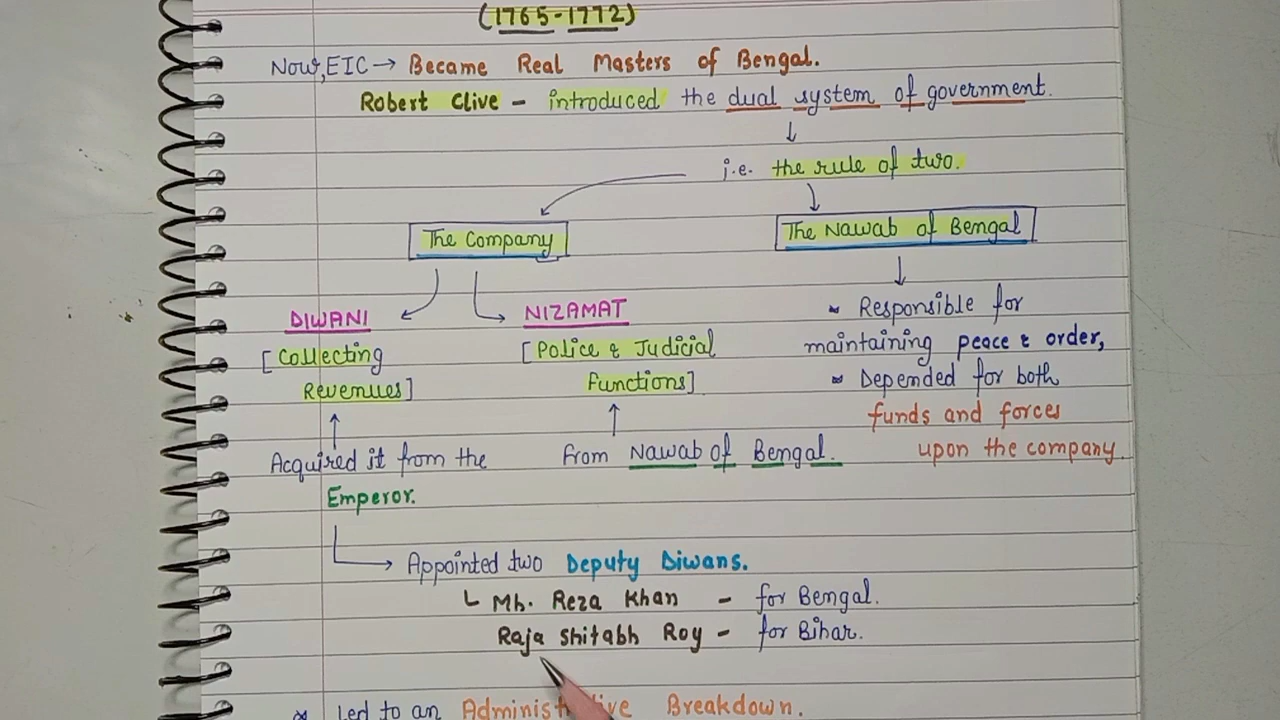 (1765-1772)
Now, EIC → Became Real Masters of Bengal.
Robert Clive - introduced the dual system of government.
↓
i.e. the rule of two.
The Company
The Nawab of Bengal
DIWANI
[Collecting
Revenues]
NIZAMAT
[Police & Judicial
functions]
Responsible for
maintaining peace & order,
Depended for both
funds and forces
upon the company.
Acquired it from the
Emperor.
from Nawab of Bengal.
Appointed two Deputy Diwans.
Mh. Reza Khan - for Bengal.
Raja Shitabh Roy - for Bihar.
Led to an Breakdown.